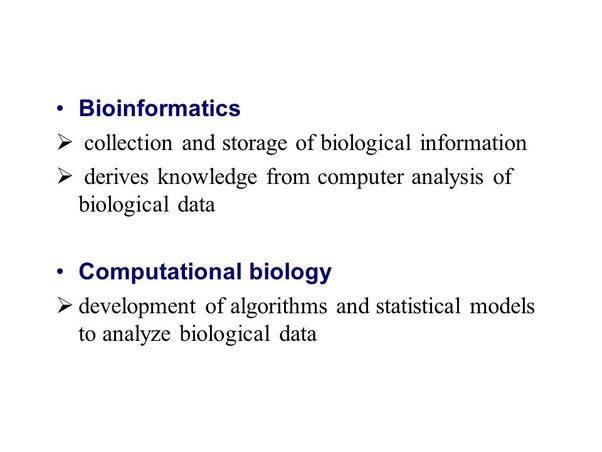 • Bioinformatics
➢ collection and storage of biological information
➢ derives knowledge from computer analysis of
biological data
• Computational biology
➢ development of algorithms and statistical models
to analyze biological data